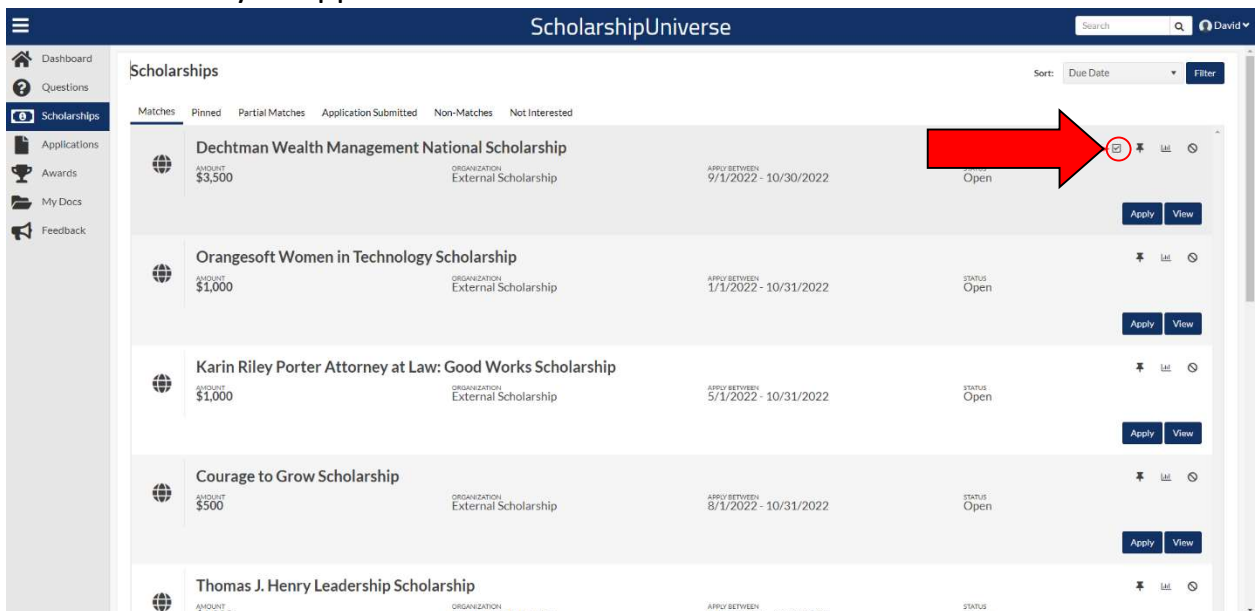 ScholarshipUniverse
Search
David
Dashboard
Questions
Scholarships
Applications
Awards
My Docs
Feedback
Scholarships
Sort: Due Date
Filter
Matches Pinned Partial Matches Application Submitted Non-Matches Not Interested
Dechtman Wealth Management National Scholarship
AMOUNT ORGANIZATION APPLY BETWEEN
$3,500 External Scholarship 9/1/2022 - 10/30/2022 Open
Apply View
Orangesoft Women in Technology Scholarship
AMOUNT ORGANIZATION APPLY BETWEEN STATUS
$1,000 External Scholarship 1/1/2022 - 10/31/2022 Open
Apply View
Karin Riley Porter Attorney at Law: Good Works Scholarship
AMOUNT ORGANIZATION APPLY BETWEEN STATUS
$1,000 External Scholarship 5/1/2022 - 10/31/2022 Open
Apply View
Courage to Grow Scholarship
AMOUNT ORGANIZATION APPLY BETWEEN STATUS
$500 External Scholarship 8/1/2022 - 10/31/2022 Open
Apply View
Thomas J. Henry Leadership Scholarship
AMOUNT ORGANIZATION APPLY BETWEEN STATUS